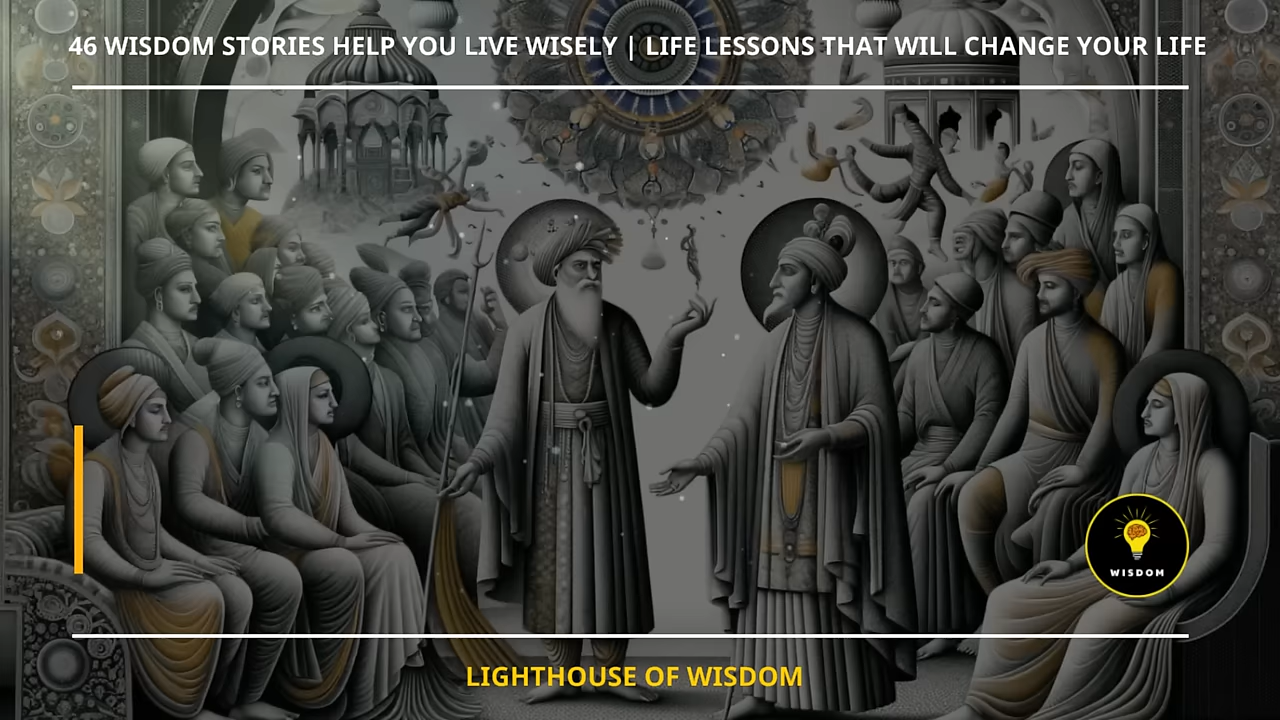 46 WISDOM STORIES HELP YOU LIVE WISELY | LIFE LESSONS THAT WILL CHANGE YOUR LIFE
WISDOM
LIGHTHOUSE OF WISDOM